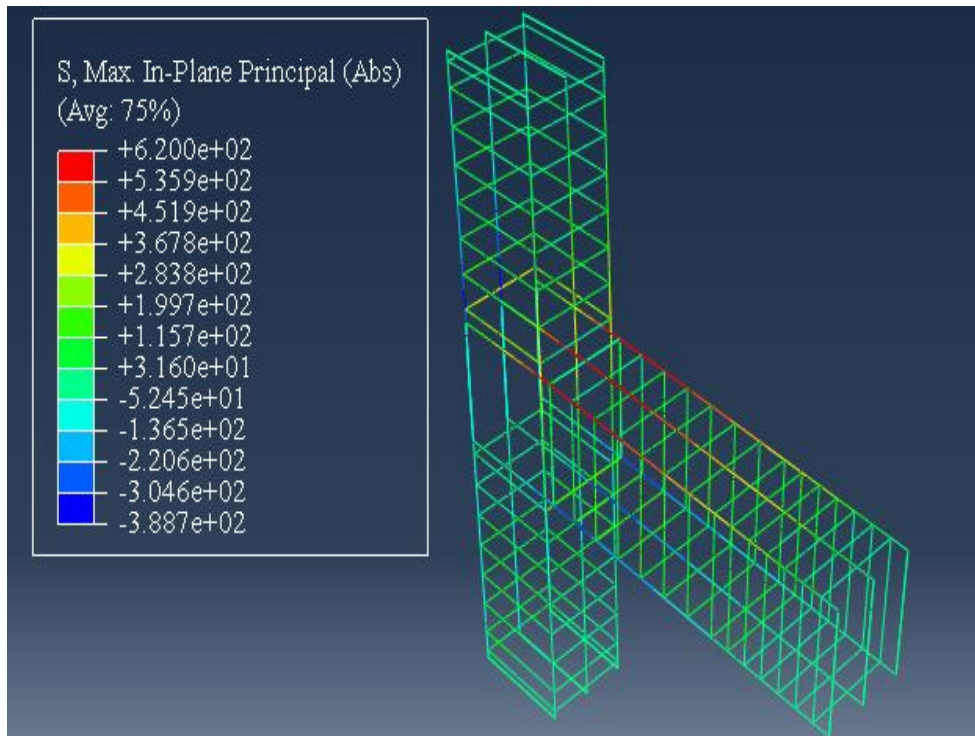 S, Max. In-Plane Principal (Abs)
(Avg: 75%)
+6.200e+02
+5.359e+02
+4.519e+02
+3.678e+02
+2.838e+02
+1.997e+02
+1.157e+02
+3.160e+01
-5.245e+01
-1.365e+02
-2.206e+02
-3.046e+02
-3.887e+02